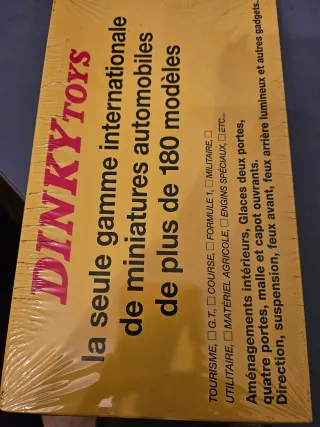 DINKY TOYS
la seule gamme internationale
de miniatures automobiles
de plus de 180 modèles
TOURISME, □ G.T., □ COURSE, □ FORMULE 1, □ MILITAIRE, □
UTILITAIRE, □ MATÉRIEL AGRICOLE, □ ENGINS SPÉCIAUX, □ ETC..
Aménagements intérieurs, Glaces deux portes,
quatre portes, malle et capot ouvrants.
Direction, suspension, feux avant, feux arrière lumineux et autres gadgets.